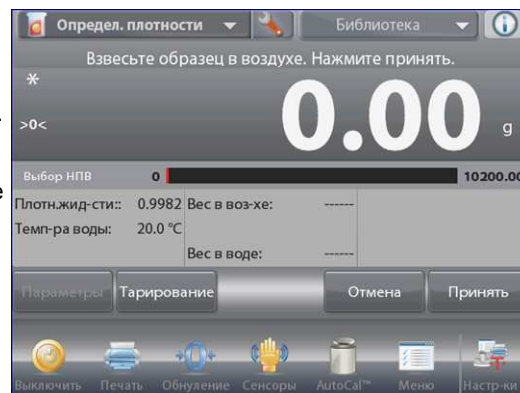 Определ. плотности Библиотека
Взвесьте образец в воздухе. Нажмите принять.
*
>0<
0.00 g
Выбор НПВ 0 10200.00
Плотн.жид-сти:: 0.9982 Вес в воз-хе: ------
Темп-ра воды: 20.0 °C
Вес в воде: ------
Параметры Тарирование Отмена Принять
Выключить Печать Обнуление Сенсоры AutoCal™ Меню Настр-ки